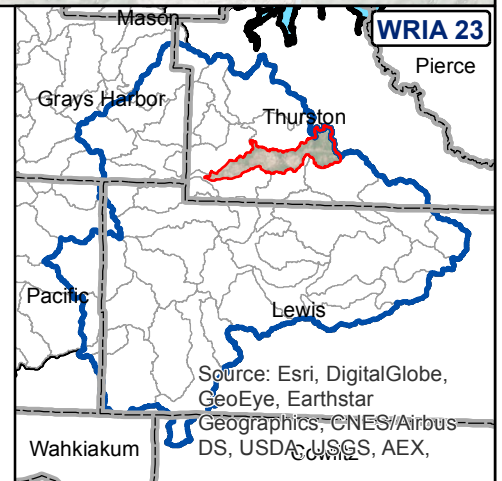 Mason
WRIA 23
Pierce
Grays Harbor
Thurston
Pacific
Lewis
Source: Esri, DigitalGlobe,
GeoEye, Earthstar
Geographics, CNES/Airbus
DS, USDA, USGS, AEX,
Wahkiakum
Cowlitz